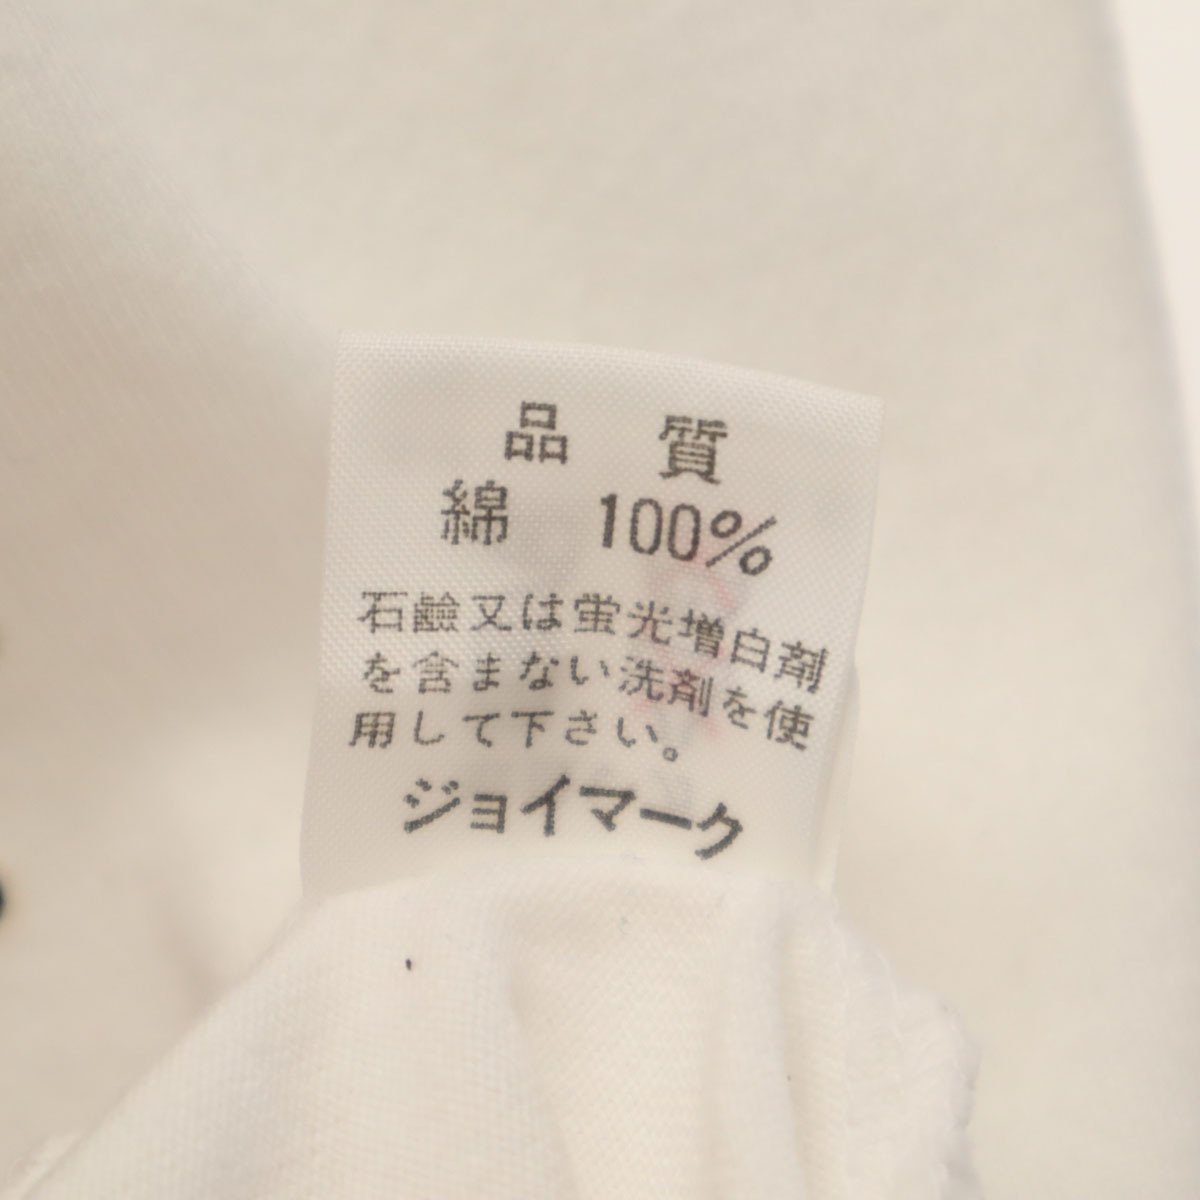 品 質
綿 100%
石鹼又は蛍光増白剤
を含まない洗剤を使
用して下さい。
ジョイマーク